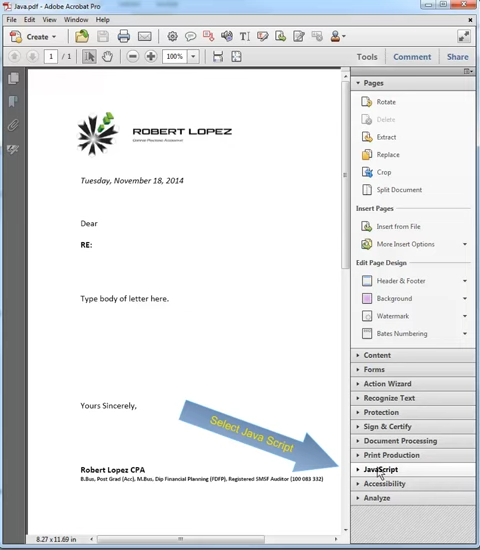 Java.pdf - Adobe Acrobat Pro
File Edit View Window Help
Create
1 / 1 100%
Tools Comment Share
Pages
Rotate
Delete
Extract
Replace
Crop
Split Document
Insert Pages
Insert from File
More Insert Options
Edit Page Design
Header & Footer
Background
Watermark
Bates Numbering
Content
Forms
Action Wizard
Recognize Text
Protection
Sign & Certify
Document Processing
Print Production
JavaScript
Accessibility
Analyze
ROBERT LOPEZ
Tuesday, November 18, 2014
Dear
RE:
Type body of letter here.
Yours Sincerely,
Select Java Script
Robert Lopez CPA
B.Bus, Post Grad (Acc), M.Bus, Dip Financial Planning (FDFP), Registered SMSF Auditor (100 083 332)
8.27 x 11.69 in